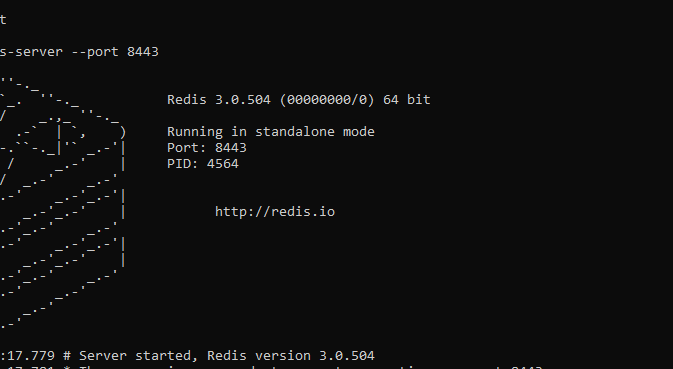 t
s-server --port 8443
Redis 3.0.504 (00000000/0) 64 bit
Running in standalone mode
Port: 8443
PID: 4564
http://redis.io
:17.779 # Server started, Redis version 3.0.504